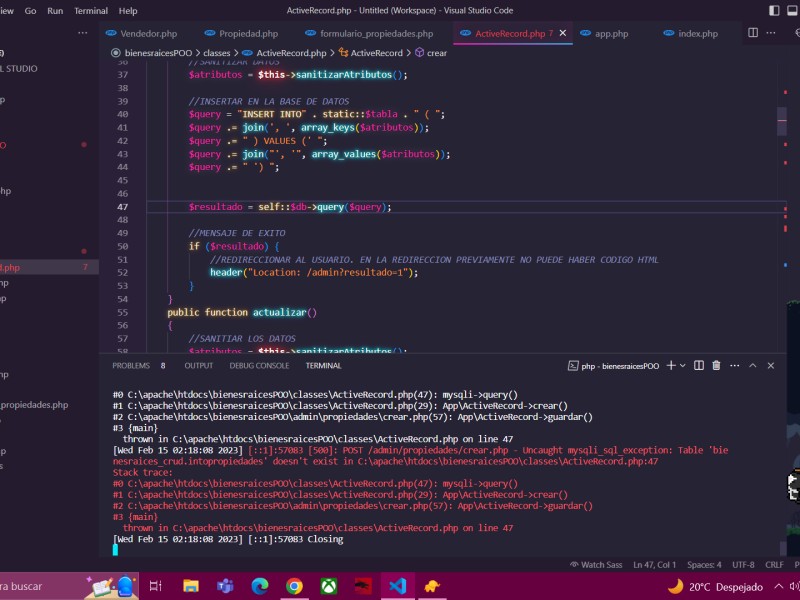 iew Go Run Terminal Help
ActiveRecord.php - Untitled (Workspace) - Visual Studio Code
Vendedor.php Propiedad.php formulario_propiedades.php ActiveRecord.php 7 app.php index.php
bienesraicesPOO > classes > ActiveRecord.php > ActiveRecord > crear
L STUDIO
36 //SANITIZAR DATOS
37 $atributos = $this->sanitizarAtributos();
38
39 //INSERTAR EN LA BASE DE DATOS
40 $query = "INSERT INTO" . static::$tabla . " ( ";
41 $query .= join(', ', array_keys($atributos));
42 $query .= " ) VALUES (' ";
43 $query .= join("', '", array_values($atributos));
44 $query .= " ') ";
45
46
47 $resultado = self::$db->query($query);
48
49 //MENSAJE DE EXITO
50 if ($resultado) {
51 //REDIRECCIONAR AL USUARIO. EN LA REDIRECCION PREVIAMENTE NO PUEDE HABER CODIGO HTML
52 header("Location: /admin?resultado=1");
53 }
54 }
55 public function actualizar()
56 {
57 //SANITIAR LOS DATOS
58 $atributos = $this->sanitizarAtributos();
d.php 7
propiedades.php
PROBLEMS 8 OUTPUT DEBUG CONSOLE TERMINAL php - bienesraicesPOO
#0 C:\apache\htdocs\bienesraicesPOO\classes\ActiveRecord.php(47): mysqli->query()
#1 C:\apache\htdocs\bienesraicesPOO\classes\ActiveRecord.php(29): App\ActiveRecord->crear()
#2 C:\apache\htdocs\bienesraicesPOO\admin\propiedades\crear.php(57): App\ActiveRecord->guardar()
#3 {main}
thrown in C:\apache\htdocs\bienesraicesPOO\classes\ActiveRecord.php on line 47
[Wed Feb 15 02:18:08 2023] [::1]:57083 [500]: POST /admin/propiedades/crear.php - Uncaught mysqli_sql_exception: Table 'bie
nesraices_crud.intopropiedades' doesn't exist in C:\apache\htdocs\bienesraicesPOO\classes\ActiveRecord.php:47
Stack trace:
#0 C:\apache\htdocs\bienesraicesPOO\classes\ActiveRecord.php(47): mysqli->query()
#1 C:\apache\htdocs\bienesraicesPOO\classes\ActiveRecord.php(29): App\ActiveRecord->crear()
#2 C:\apache\htdocs\bienesraicesPOO\admin\propiedades\crear.php(57): App\ActiveRecord->guardar()
#3 {main}
thrown in C:\apache\htdocs\bienesraicesPOO\classes\ActiveRecord.php on line 47
[Wed Feb 15 02:18:08 2023] [::1]:57083 Closing
Watch Sass Ln 47, Col 1 Spaces: 4 UTF-8 CRLF P
ra buscar
20°C Despejado